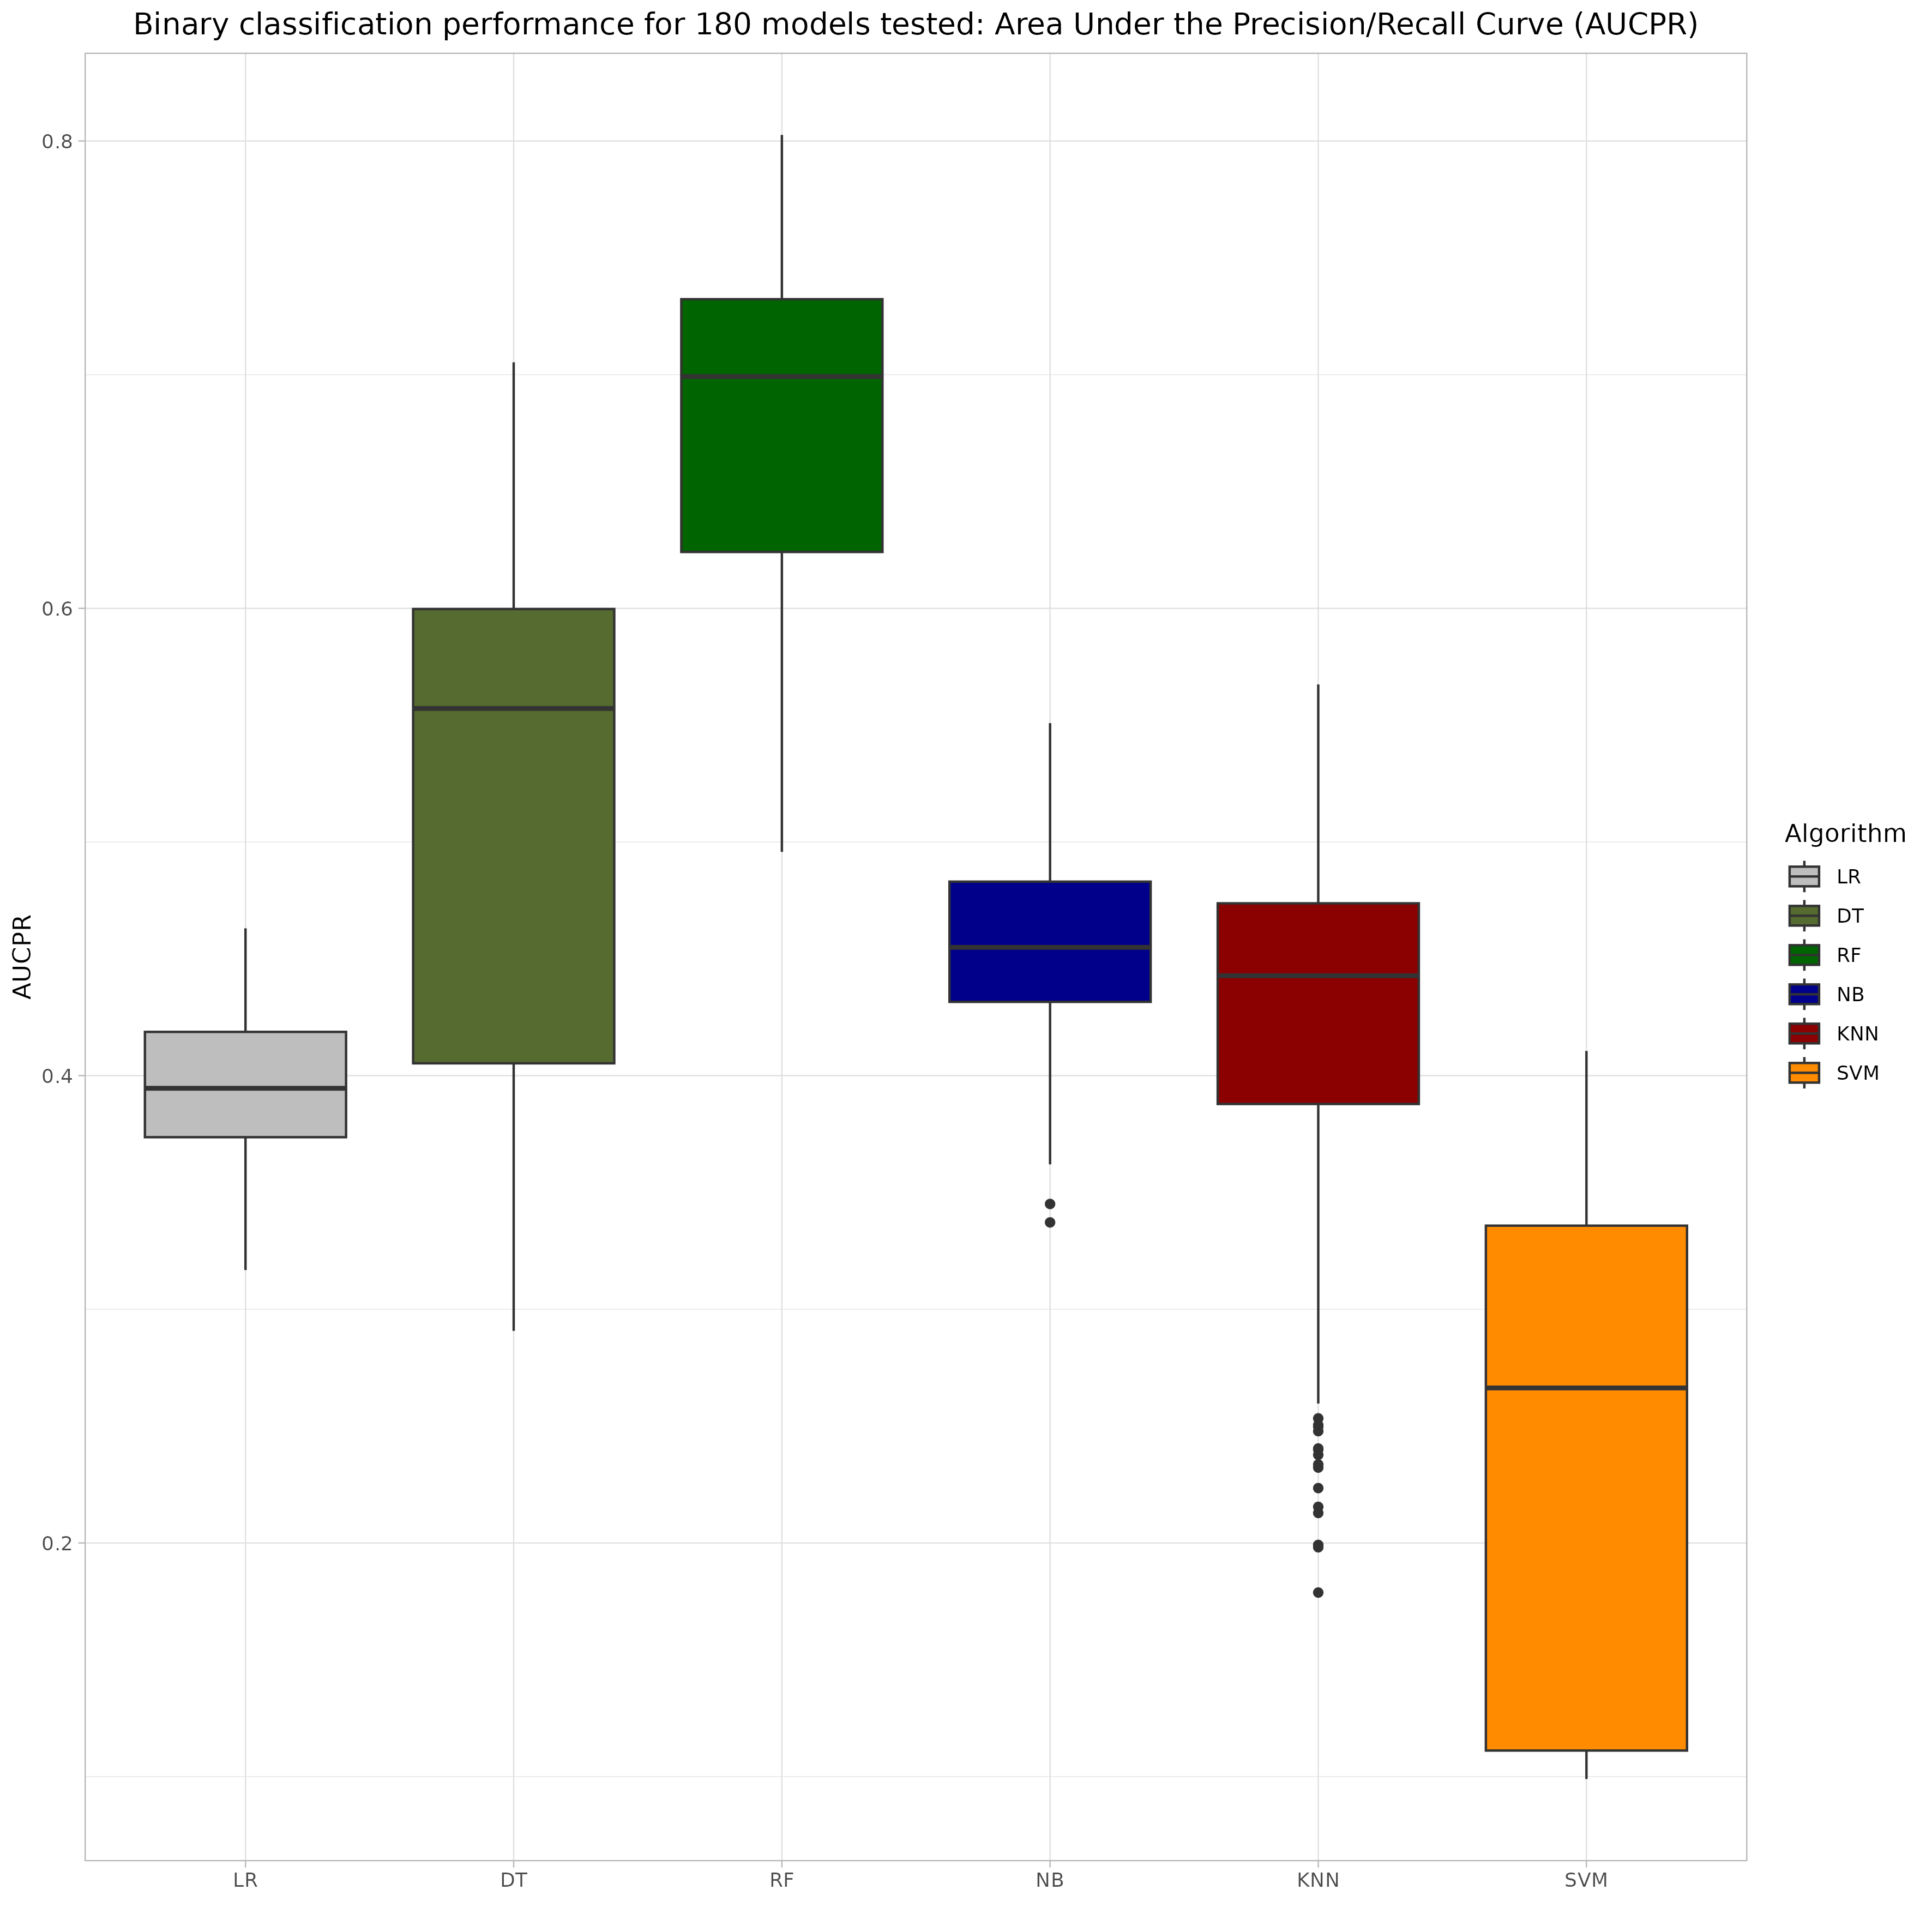 Binary classification performance for 180 models tested: Area Under the Precision/Recall Curve (AUCPR)
0.8
0.6
0.4
0.2
AUCPR
LR DT RF NB KNN SVM
Algorithm
LR
DT
RF
NB
KNN
SVM